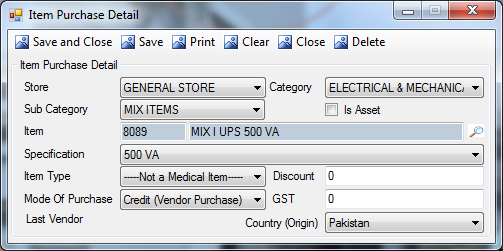 Item Purchase Detail
Save and Close Save Print Clear Close Delete
Item Purchase Detail
Store GENERAL STORE Category ELECTRICAL & MECHANICA
Sub Category MIX ITEMS Is Asset
Item 8089 MIX I UPS 500 VA
Specification 500 VA
Item Type -----Not a Medical Item----- Discount 0
Mode Of Purchase Credit (Vendor Purchase) GST 0
Last Vendor Country (Origin) Pakistan